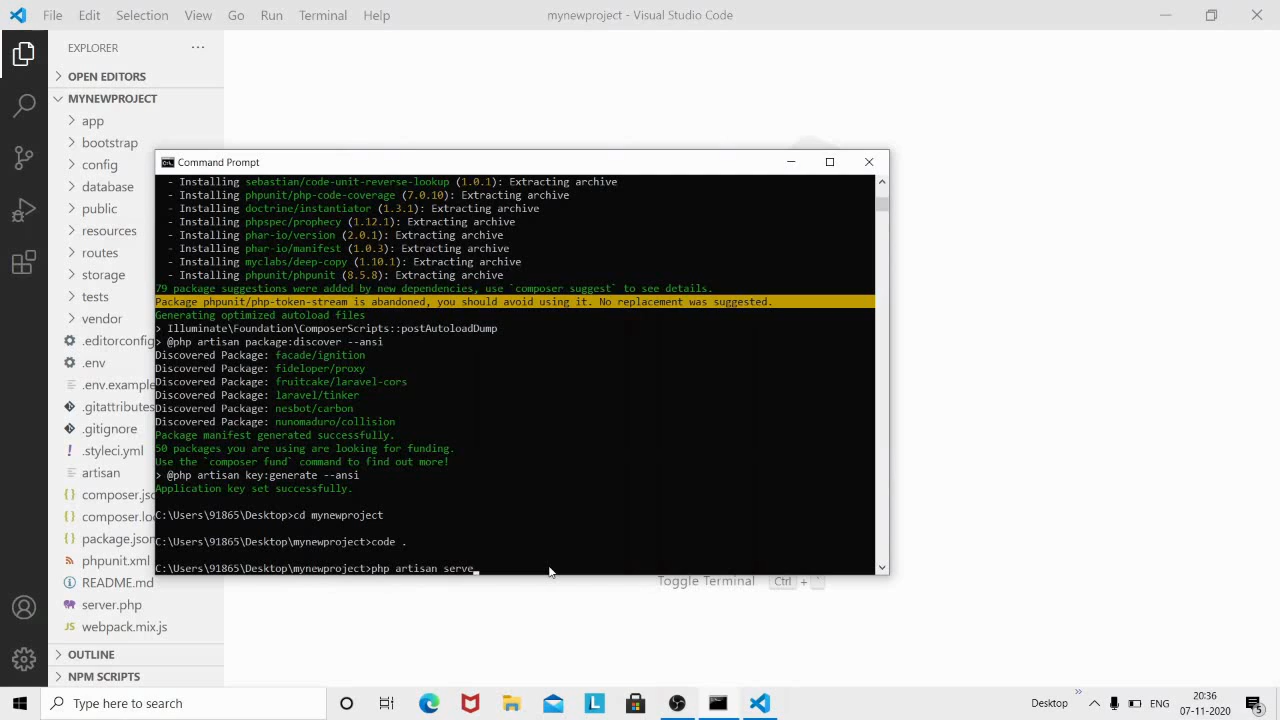 File Edit Selection View Go Run Terminal Help mynewproject - Visual Studio Code
EXPLORER
OPEN EDITORS
MYNEWPROJECT
app
bootstrap
config
database
public
resources
routes
storage
tests
vendor
.editorconfig
.env
.env.example
.gitattributes
.gitignore
.styleci.yml
artisan
composer.jso
composer.lo
package.json
phpunit.xml
README.md
server.php
webpack.mix.js
OUTLINE
NPM SCRIPTS
Command Prompt
- Installing sebastian/code-unit-reverse-lookup (1.0.1): Extracting archive
- Installing phpunit/php-code-coverage (7.0.10): Extracting archive
- Installing doctrine/instantiator (1.3.1): Extracting archive
- Installing phpspec/prophecy (1.12.1): Extracting archive
- Installing phar-io/version (2.0.1): Extracting archive
- Installing phar-io/manifest (1.0.3): Extracting archive
- Installing myclabs/deep-copy (1.10.1): Extracting archive
- Installing phpunit/phpunit (8.5.8): Extracting archive
79 package suggestions were added by new dependencies, use `composer suggest` to see details.
Package phpunit/php-token-stream is abandoned, you should avoid using it. No replacement was suggested.
Generating optimized autoload files
> Illuminate\Foundation\ComposerScripts::postAutoloadDump
> @php artisan package:discover --ansi
Discovered Package: facade/ignition
Discovered Package: fideloper/proxy
Discovered Package: fruitcake/laravel-cors
Discovered Package: laravel/tinker
Discovered Package: nesbot/carbon
Discovered Package: nunomaduro/collision
Package manifest generated successfully.
50 packages you are using are looking for funding.
Use the `composer fund` command to find out more!
> @php artisan key:generate --ansi
Application key set successfully.
C:\Users\91865\Desktop>cd mynewproject
C:\Users\91865\Desktop\mynewproject>code .
C:\Users\91865\Desktop\mynewproject>php artisan serve
Toggle Terminal Ctrl + `
Type here to search
Desktop
ENG
20:36
07-11-2020
5